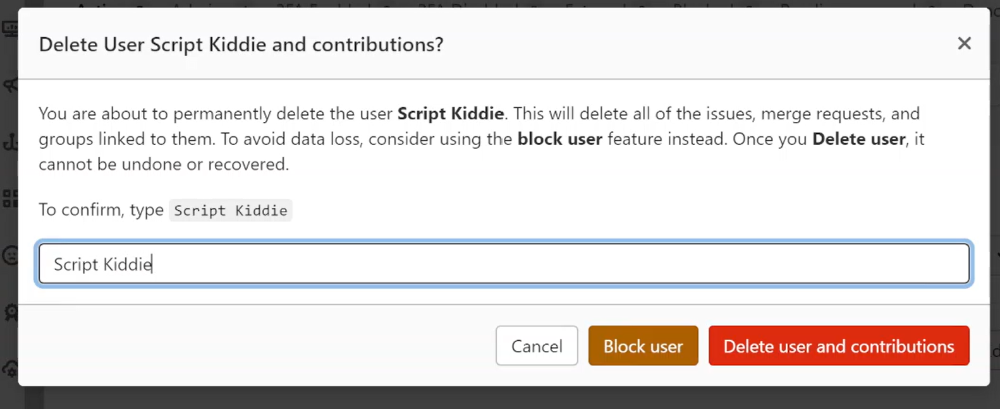 Delete User Script Kiddie and contributions?
You are about to permanently delete the user Script Kiddie. This will delete all of the issues, merge requests, and
groups linked to them. To avoid data loss, consider using the block user feature instead. Once you Delete user, it
cannot be undone or recovered.
To confirm, type Script Kiddie
Script Kiddie
Cancel Block user Delete user and contributions